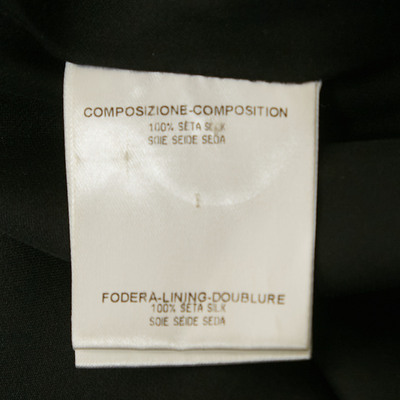 COMPOSIZIONE-COMPOSITION
100% SETA SILK
SOIE SEIDE SEDA
FODERA-LINING-DOUBLURE
100% SETA SILK
SOIE SEIDE SEDA